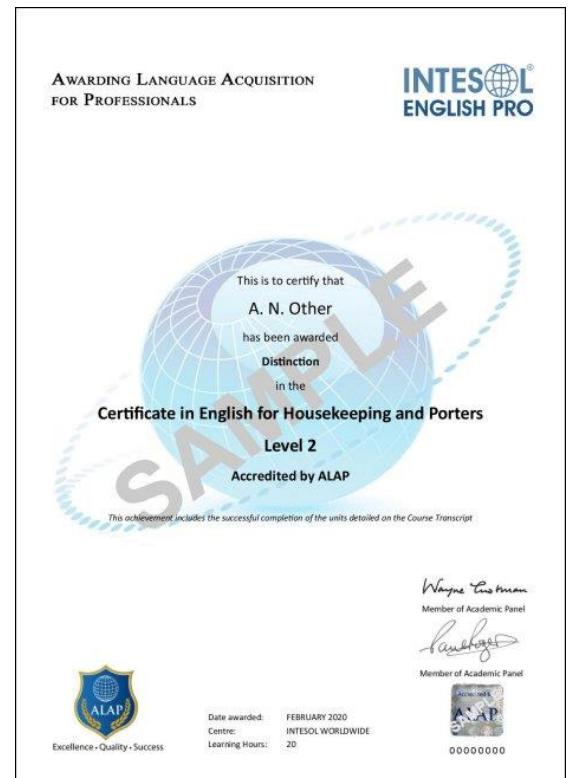 AWARDING LANGUAGE ACQUISITION
FOR PROFESSIONALS
INTESOL®
ENGLISH PRO
This is to certify that
A. N. Other
has been awarded
Distinction
in the
Certificate in English for Housekeeping and Porters
Level 2
Accredited by ALAP
This achievement includes the successful completion of the units detailed on the Course Transcript
SAMPLE
Member of Academic Panel
Member of Academic Panel
ALAP
Excellence • Quality • Success
Date awarded: FEBRUARY 2020
Centre: INTESOL WORLDWIDE
Learning Hours: 20
Accredited by
ALAP
00000000